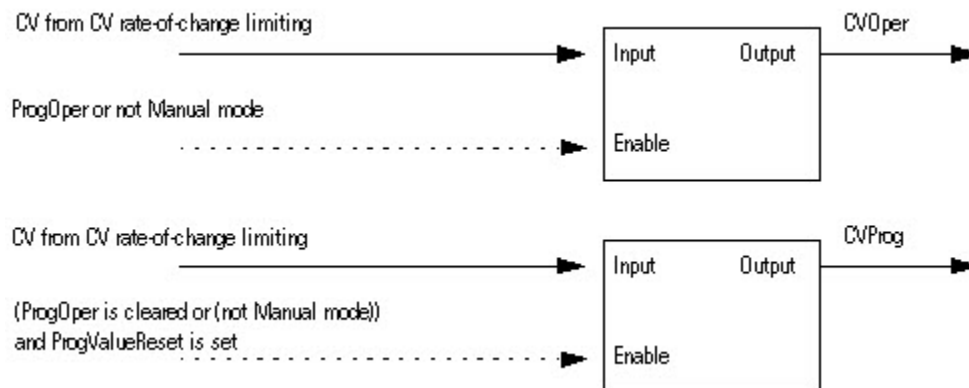 CV from CV rate-of-change limiting
CVOper
Input Output
ProgOper or not Manual mode
Enable
CV from CV rate-of-change limiting
CVProg
Input Output
(ProgOper is cleared or (not Manual mode))
and ProgValueReset is set
Enable